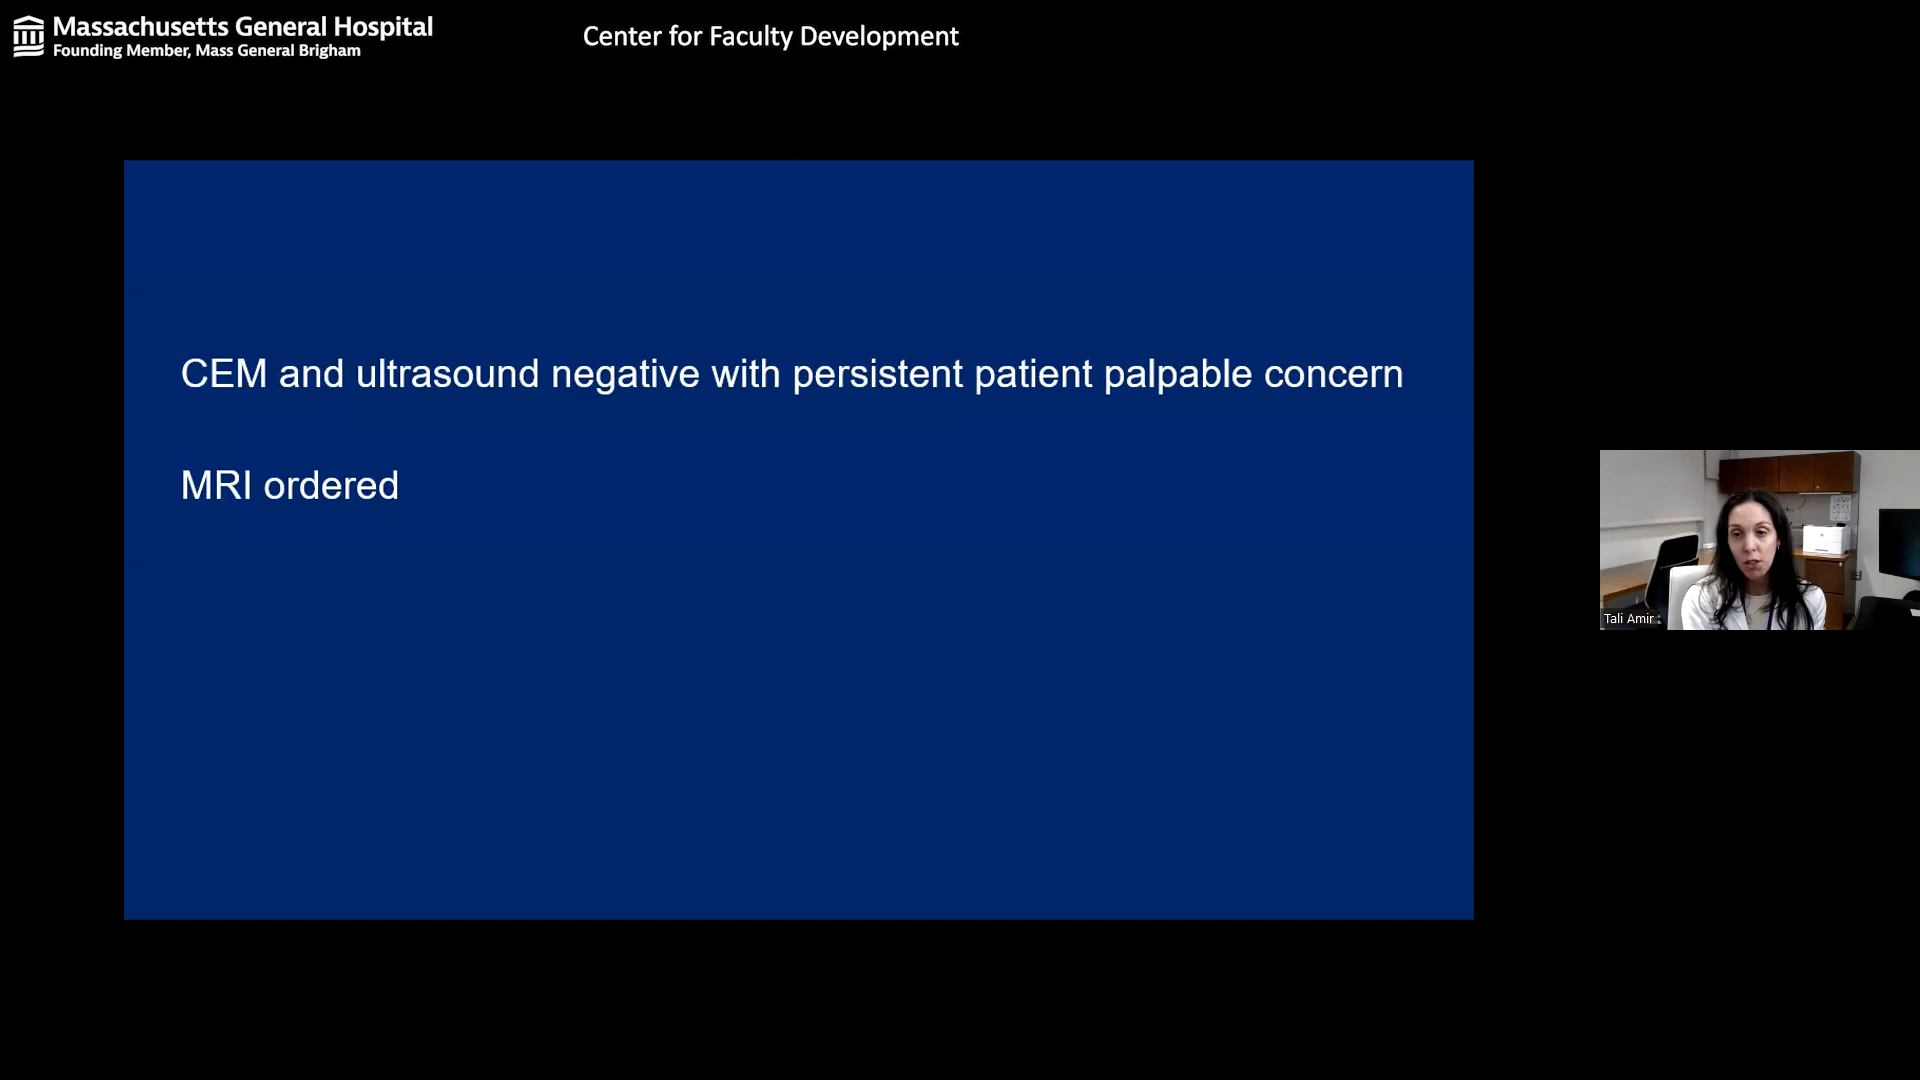 Massachusetts General Hospital
Founding Member, Mass General Brigham
Center for Faculty Development
CEM and ultrasound negative with persistent patient palpable concern
MRI ordered
Tali Amir